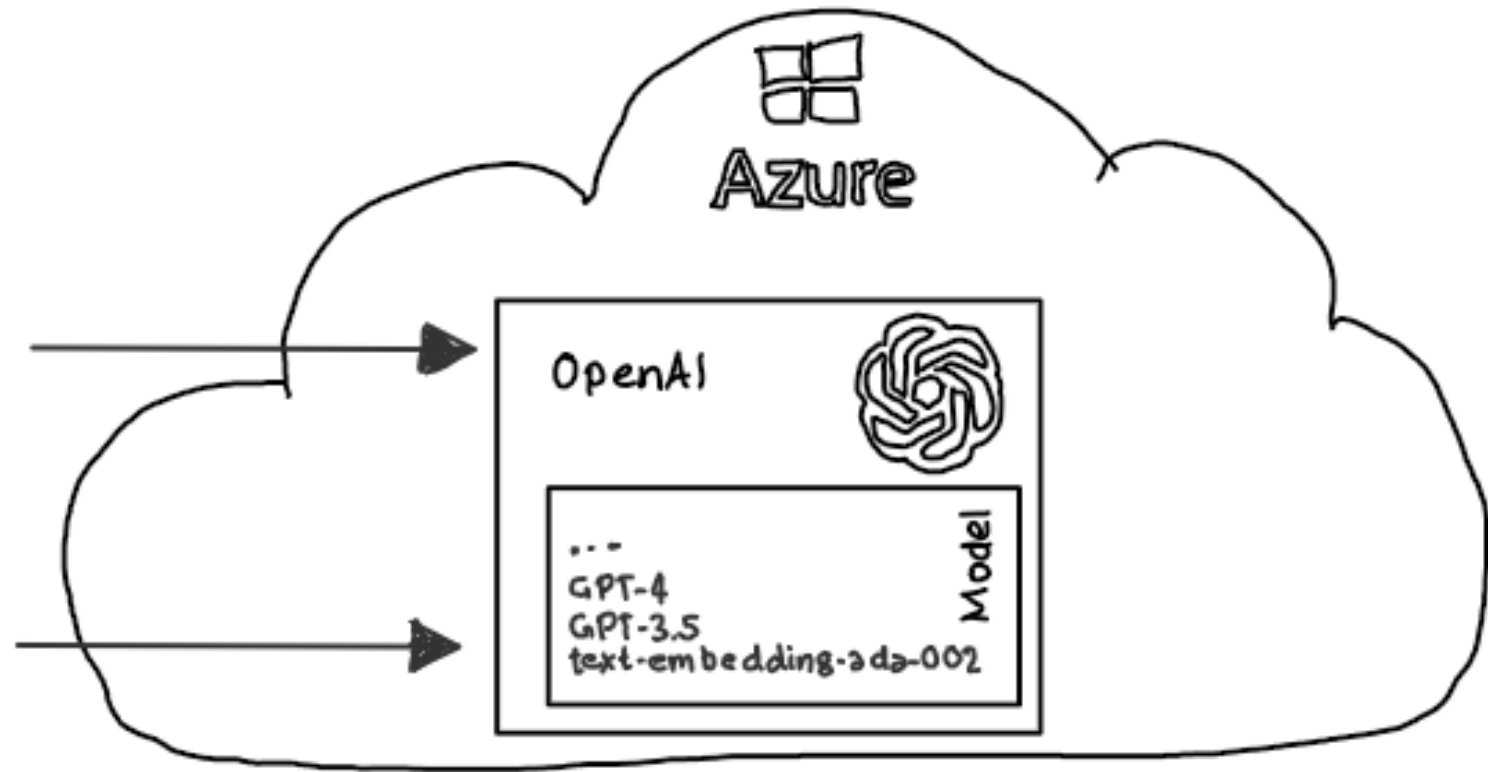 Azure
OpenAI
Model
...
GPT-4
GPT-3.5
text-embedding-ada-002